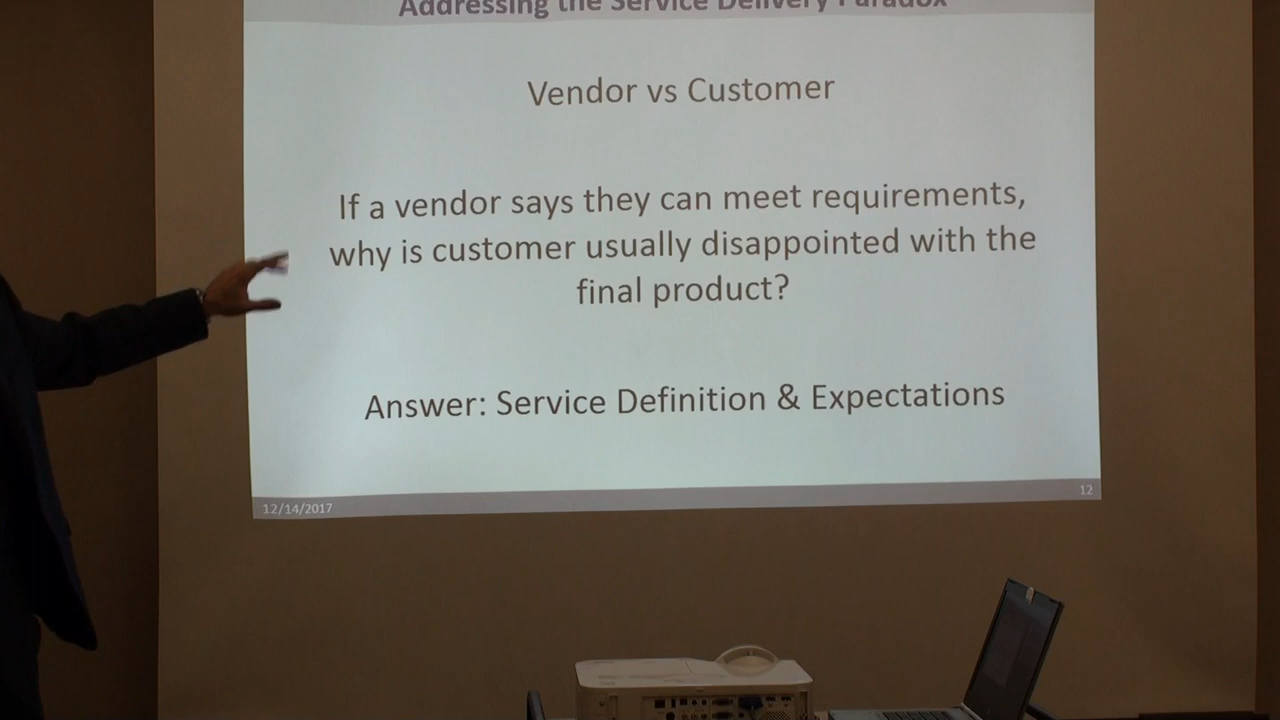 Addressing the Service Delivery Paradox
Vendor vs Customer
If a vendor says they can meet requirements,
why is customer usually disappointed with the
final product?
Answer: Service Definition & Expectations
12/14/2017
12